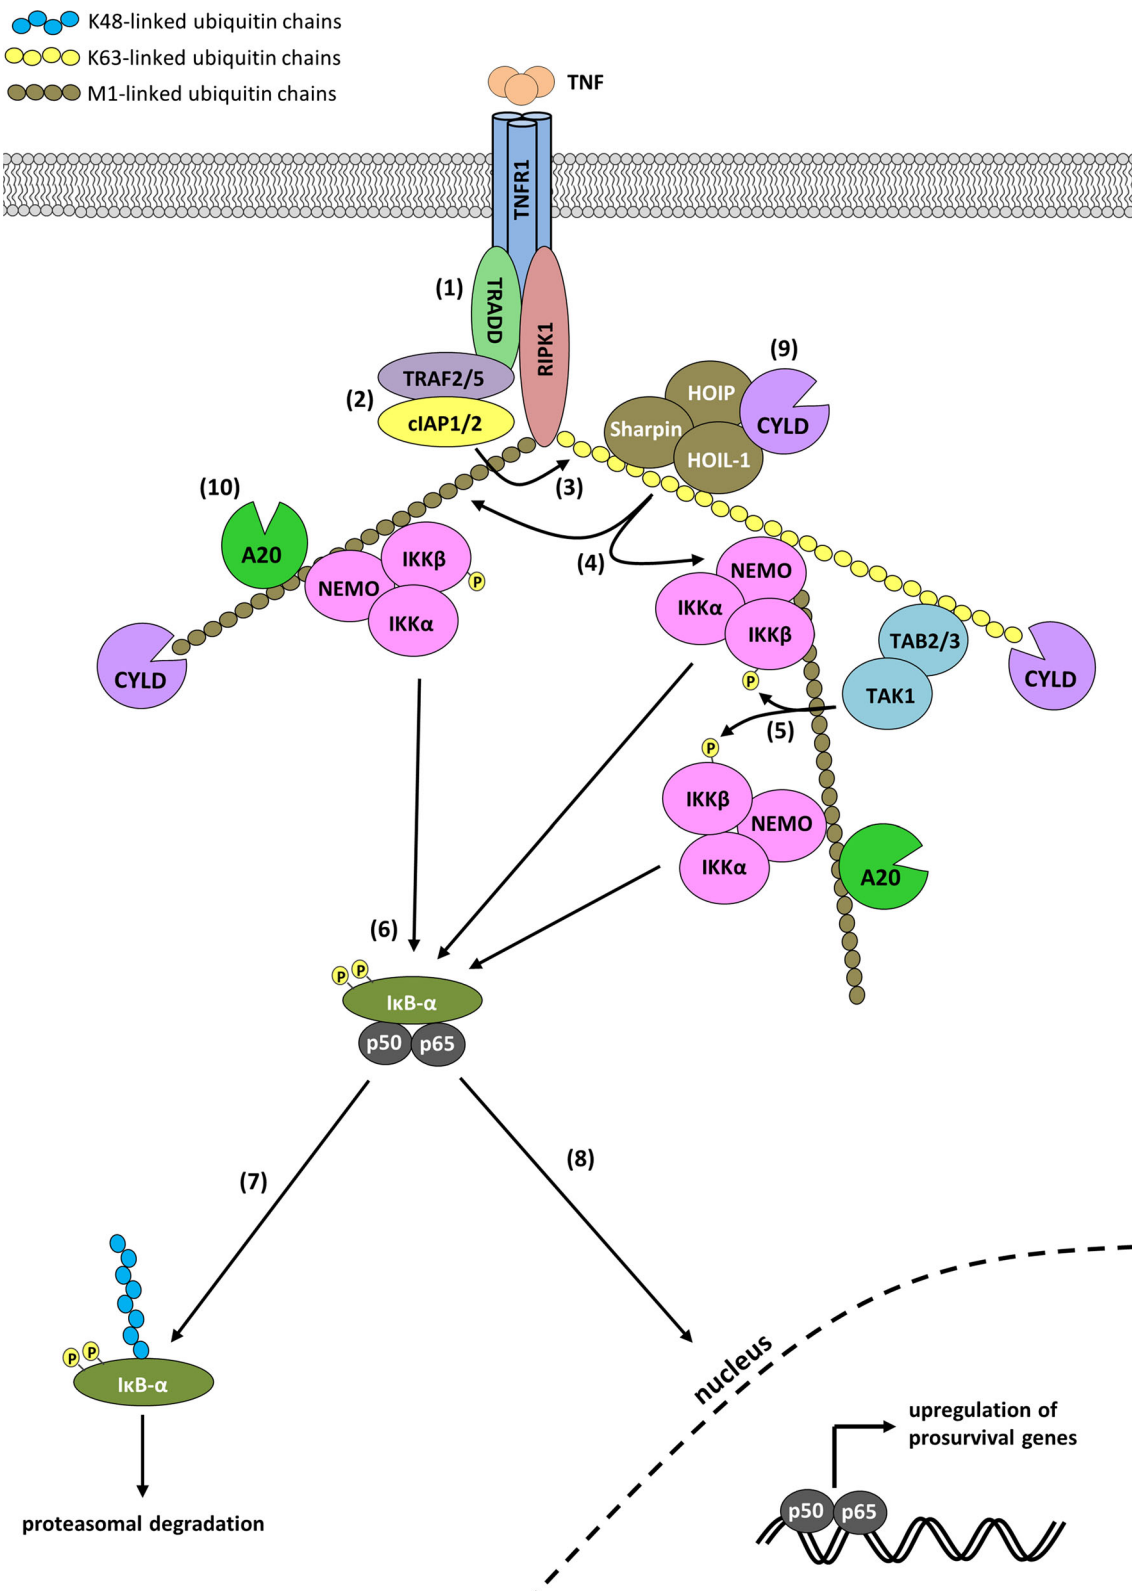 K48-linked ubiquitin chains
K63-linked ubiquitin chains
M1-linked ubiquitin chains
TNF
TNFR1
(1)
TRADD
RIPK1
TRAF2/5
(2)
cIAP1/2
(9)
HOIP
CYLD
Sharpin
HOIL-1
(3)
(10)
A20
IKKβ
P
NEMO
IKKα
CYLD
(4)
NEMO
IKKα
IKKβ
P
TAB2/3
TAK1
CYLD
(5)
P
IKKβ
NEMO
IKKα
A20
(6)
P
P
IκB-α
p50
p65
(7)
(8)
P
P
IκB-α
proteasomal degradation
nucleus
upregulation of
prosurvival genes
p50
p65